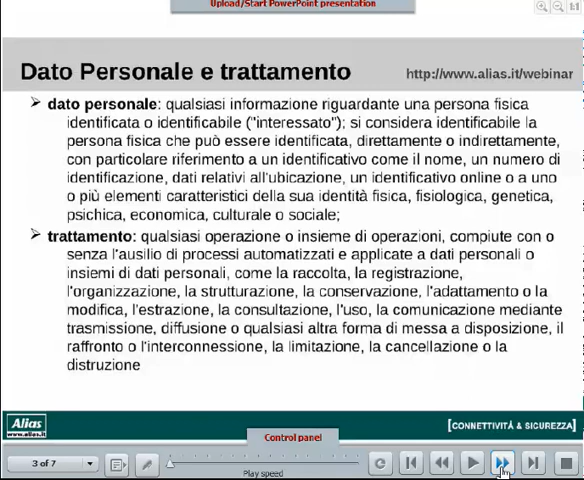 Upload/Start PowerPoint presentation
Dato Personale e trattamento
http://www.alias.it/webinar
dato personale: qualsiasi informazione riguardante una persona fisica
identificata o identificabile ("interessato"); si considera identificabile la
persona fisica che può essere identificata, direttamente o indirettamente,
con particolare riferimento a un identificativo come il nome, un numero di
identificazione, dati relativi all'ubicazione, un identificativo online o a uno
o più elementi caratteristici della sua identità fisica, fisiologica, genetica,
psichica, economica, culturale o sociale;
trattamento: qualsiasi operazione o insieme di operazioni, compiute con o
senza l'ausilio di processi automatizzati e applicate a dati personali o
insiemi di dati personali, come la raccolta, la registrazione,
l'organizzazione, la strutturazione, la conservazione, l'adattamento o la
modifica, l'estrazione, la consultazione, l'uso, la comunicazione mediante
trasmissione, diffusione o qualsiasi altra forma di messa a disposizione, il
raffronto o l'interconnessione, la limitazione, la cancellazione o la
distruzione
Alias
www.alias.it
[CONNETTIVITÁ & SICUREZZA]
Control panel
3 of 7
Play speed